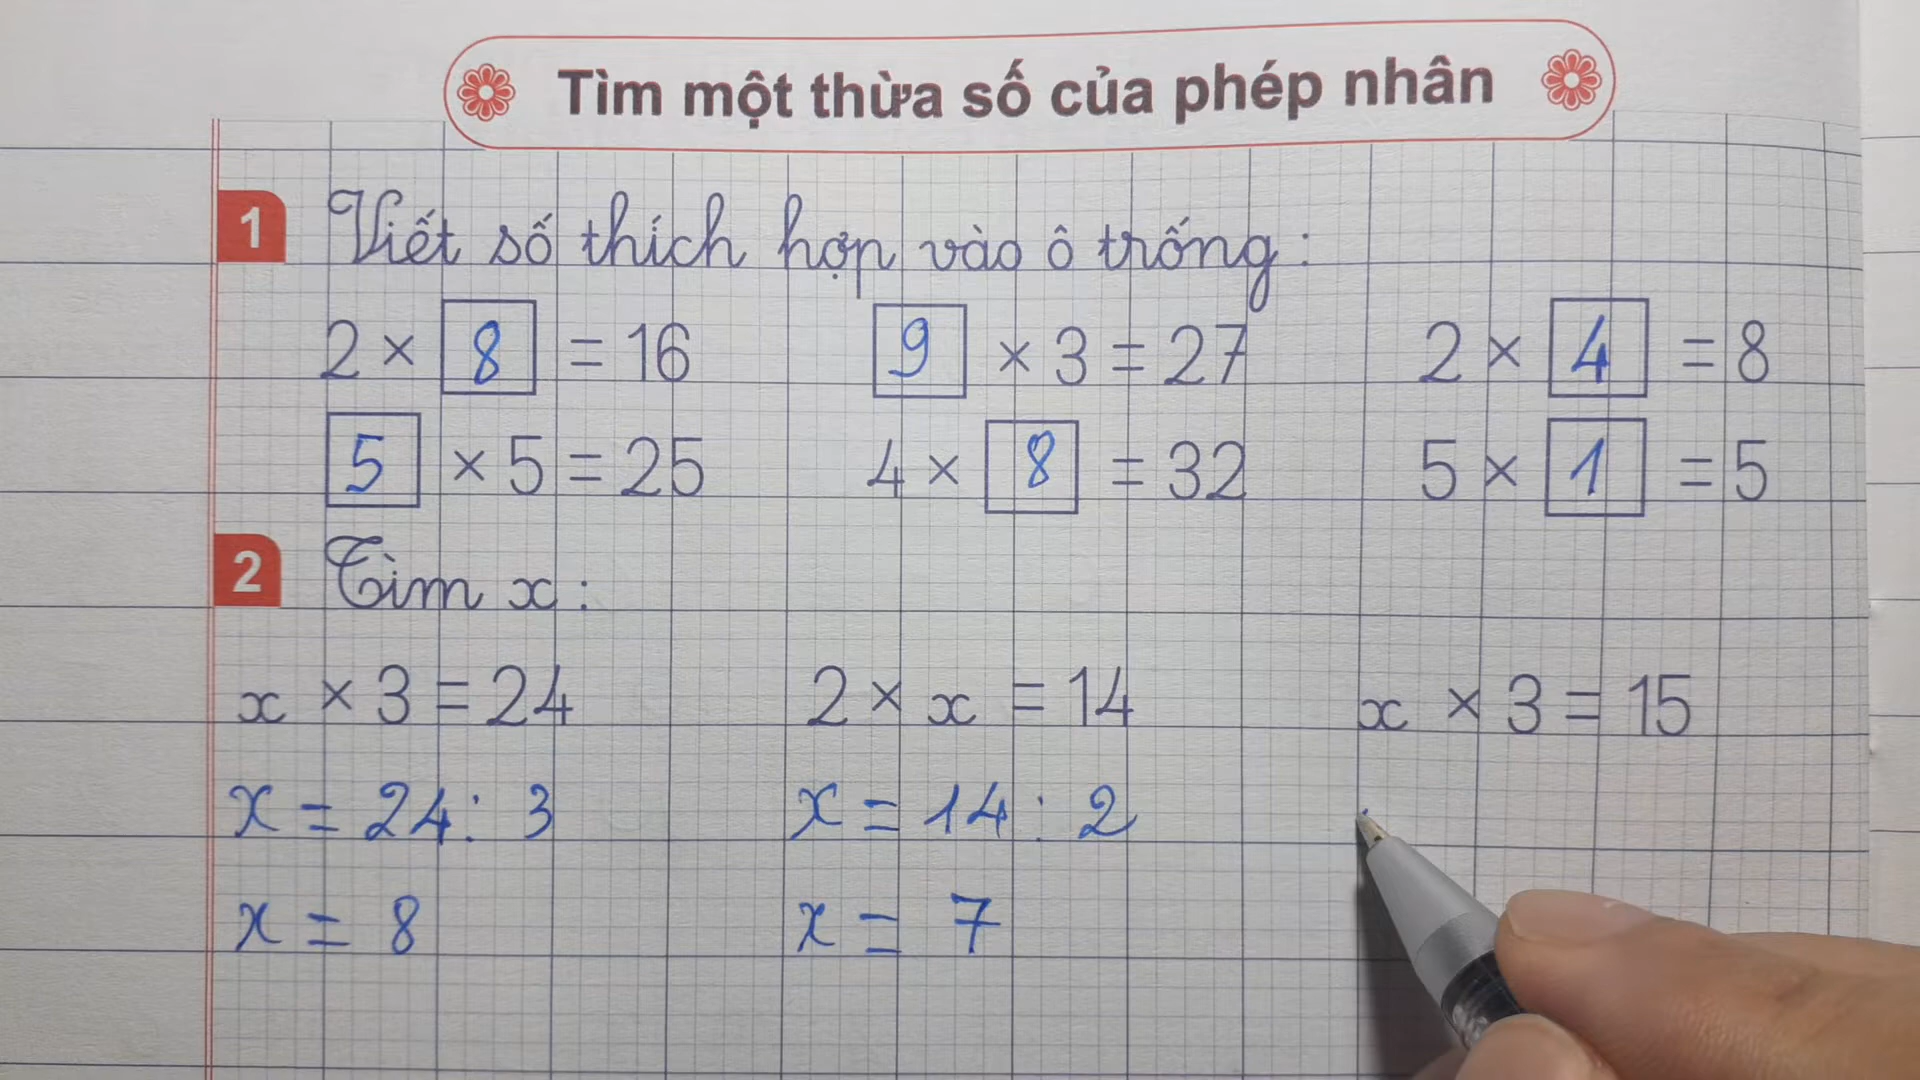 Tìm một thừa số của phép nhân
1 Viết số thích hợp vào ô trống:
2 × 8 = 16 9 × 3 = 27 2 × 4 = 8
5 × 5 = 25 4 × 8 = 32 5 × 1 = 5
2 Tìm x:
x × 3 = 24 2 × x = 14 x × 3 = 15
x = 24 : 3 x = 14 : 2
x = 8 x = 7